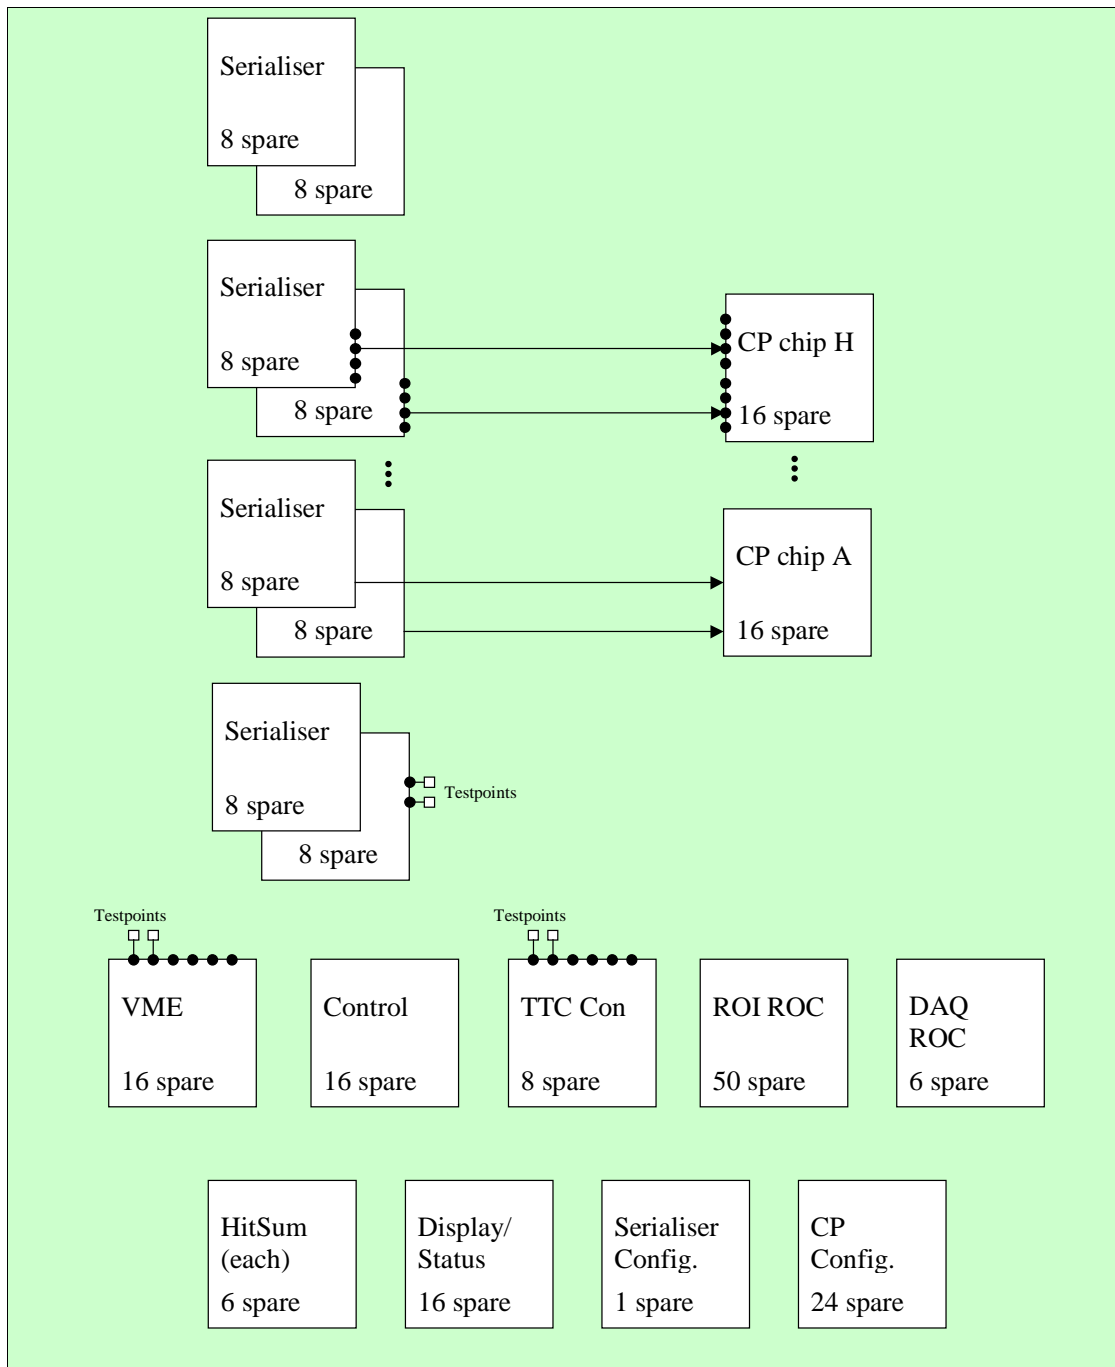 Serialiser
8 spare
8 spare
Serialiser
8 spare
8 spare
CP chip H
16 spare
Serialiser
8 spare
8 spare
CP chip A
16 spare
Serialiser
8 spare
8 spare
Testpoints
Testpoints
VME
16 spare
Control
16 spare
Testpoints
TTC Con
8 spare
ROI ROC
50 spare
DAQ
ROC
6 spare
HitSum
(each)
6 spare
Display/
Status
16 spare
Serialiser
Config.
1 spare
CP
Config.
24 spare